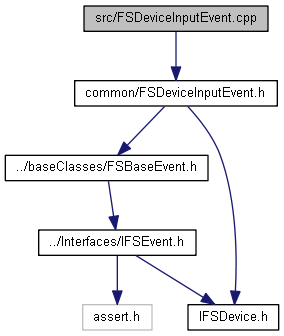 src/FSDeviceInputEvent.cpp
common/FSDeviceInputEvent.h
../baseClasses/FSBaseEvent.h
../Interfaces/IFSEvent.h
assert.h
IFSDevice.h